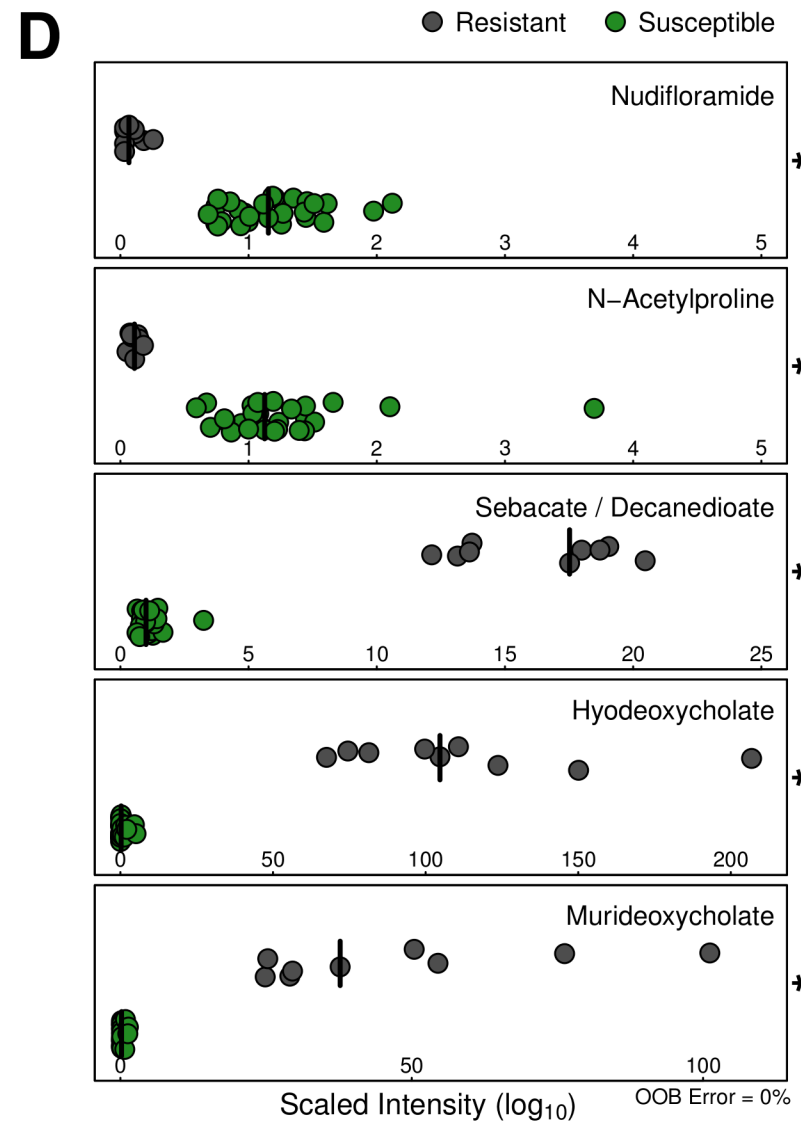 D
Resistant Susceptible
Nudifloramide
*
0 1 2 3 4 5
N−Acetylproline
*
0 1 2 3 4 5
Sebacate / Decanedioate
*
0 5 10 15 20 25
Hyodeoxycholate
*
0 50 100 150 200
Murideoxycholate
*
0 50 100
Scaled Intensity (log₁₀)
OOB Error = 0%